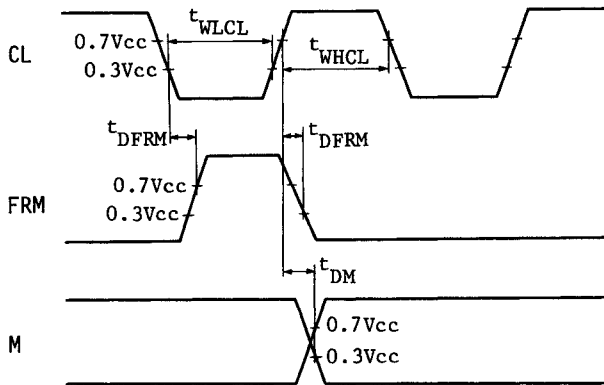 tWLCL
0.7Vcc
CL
tWHCL
0.3Vcc
tDFRM
tDFRM
0.7Vcc
FRM
0.3Vcc
tDM
0.7Vcc
M
0.3Vcc